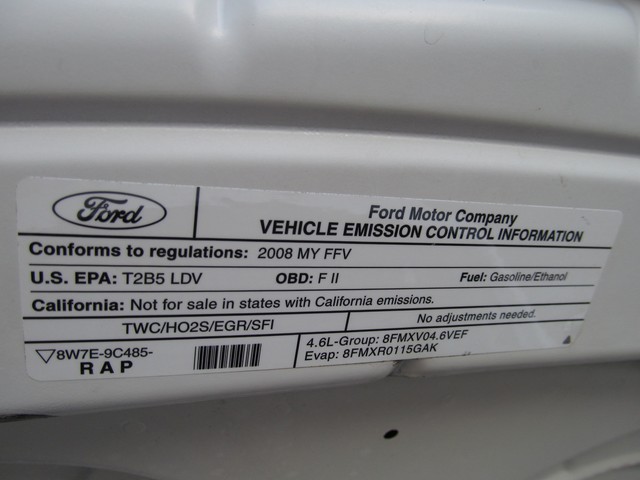 Ford
Ford Motor Company
VEHICLE EMISSION CONTROL INFORMATION
Conforms to regulations: 2008 MY FFV
U.S. EPA: T2B5 LDV OBD: F II Fuel: Gasoline/Ethanol
California: Not for sale in states with California emissions.
TWC/HO2S/EGR/SFI No adjustments needed.
8W7E-9C485-
RAP
4.6L-Group: 8FMXV04.6VEF
Evap: 8FMXR0115GAK